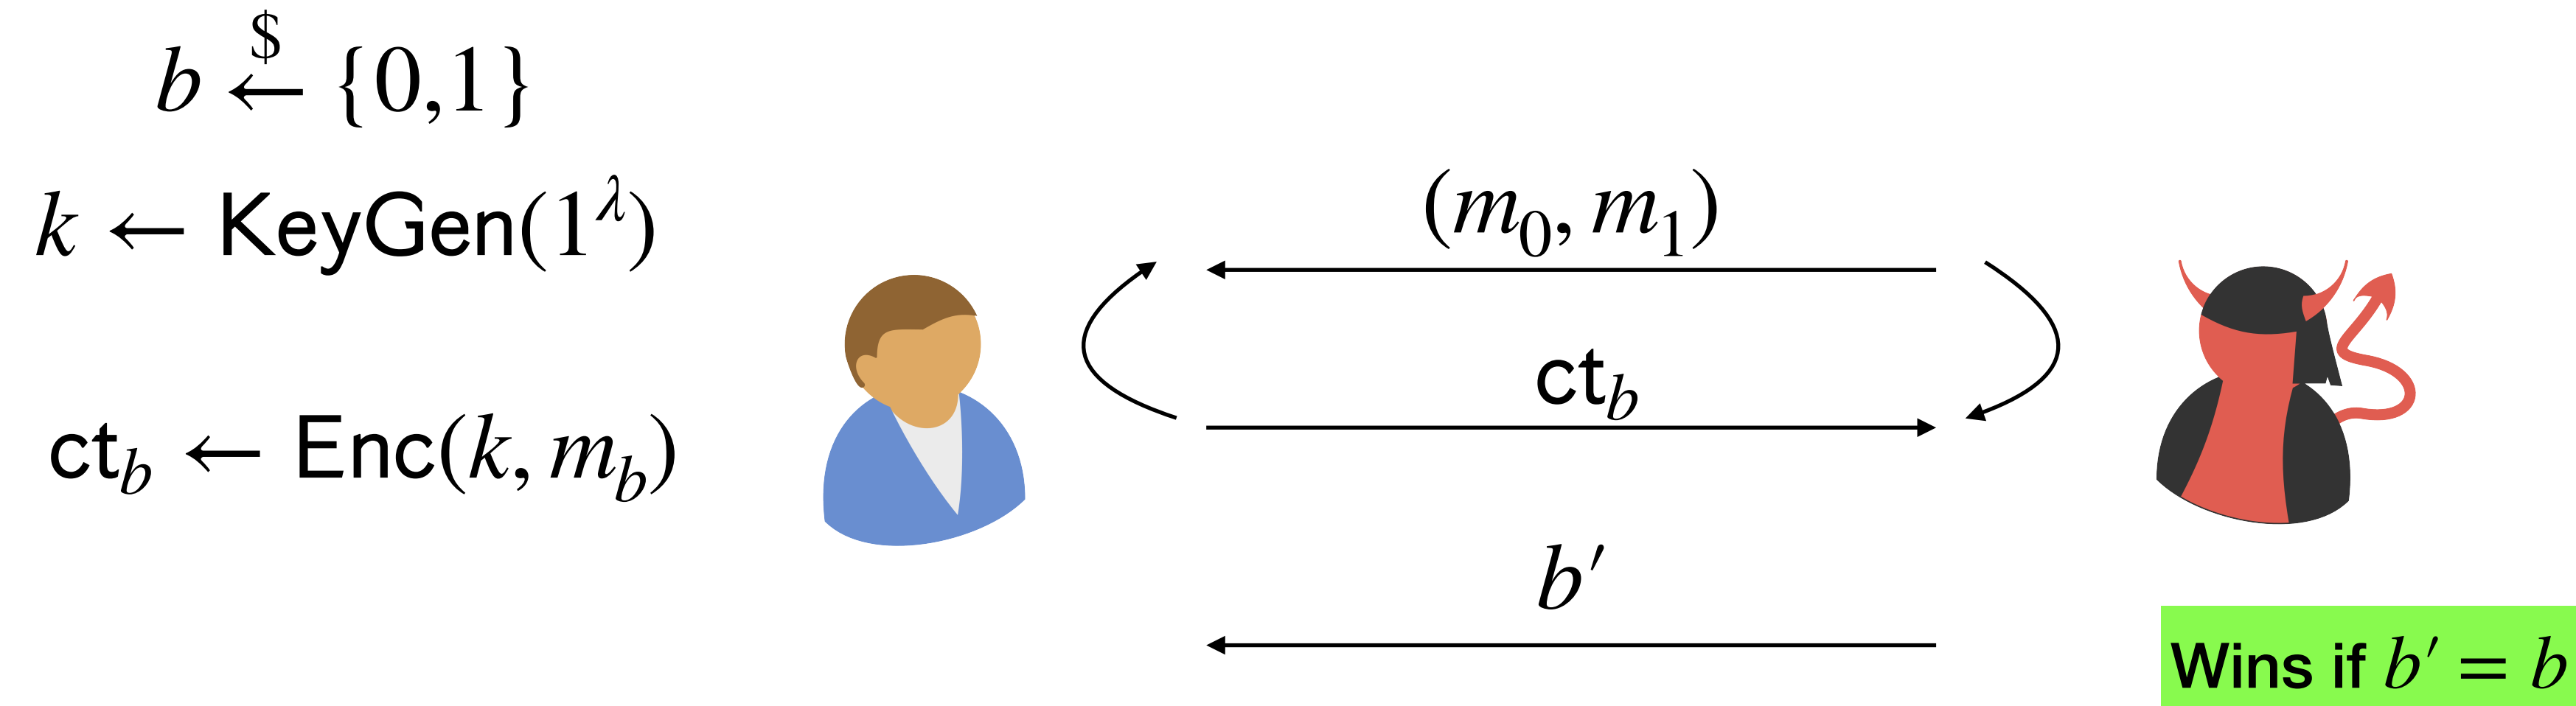 b ←$ {0,1}
k ← KeyGen(1^λ)
ct_b ← Enc(k, m_b)
(m_0, m_1)
ct_b
b′
Wins if b′ = b